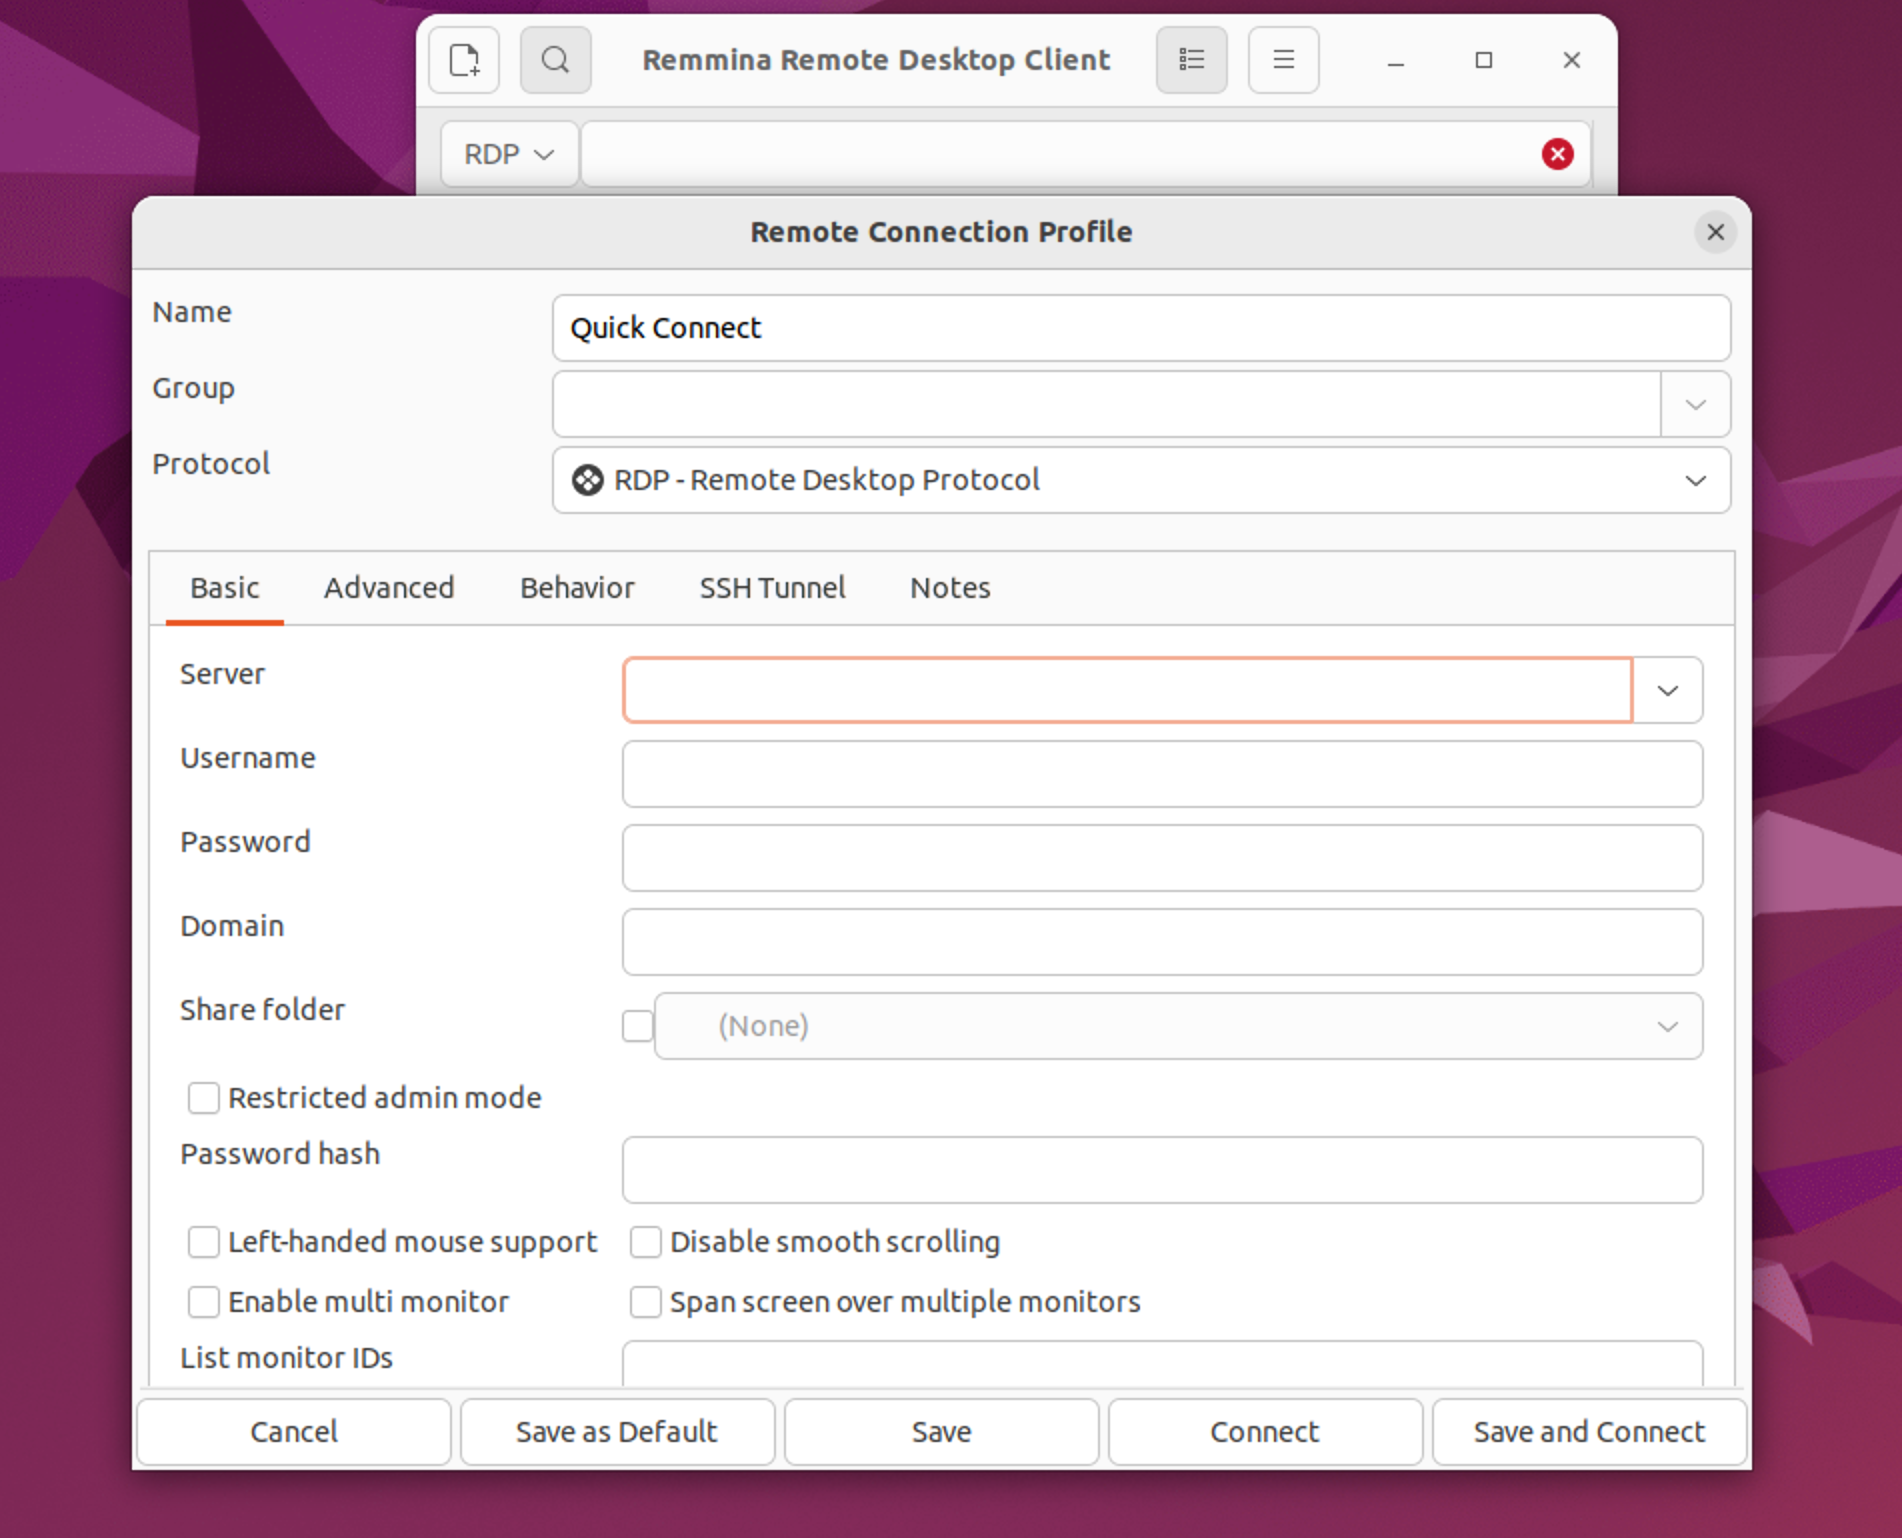 Remmina Remote Desktop Client
RDP
Remote Connection Profile
Name
Quick Connect
Group
Protocol
RDP - Remote Desktop Protocol
Basic Advanced Behavior SSH Tunnel Notes
Server
Username
Password
Domain
Share folder
(None)
Restricted admin mode
Password hash
Left-handed mouse support Disable smooth scrolling
Enable multi monitor Span screen over multiple monitors
List monitor IDs
Cancel Save as Default Save Connect Save and Connect